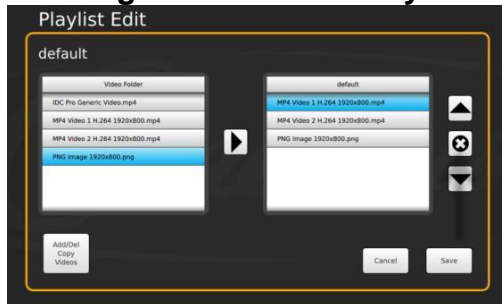 Playlist Edit
default
Video Folder
IDC Pro Generic Video.mp4
MP4 Video 1 H.264 1920x800.mp4
MP4 Video 2 H.264 1920x800.mp4
PNG image 1920x800.png
default
MP4 Video 1 H.264 1920x800.mp4
MP4 Video 2 H.264 1920x800.mp4
PNG Image 1920x800.png
Add/Del
Copy
Videos
Cancel
Save